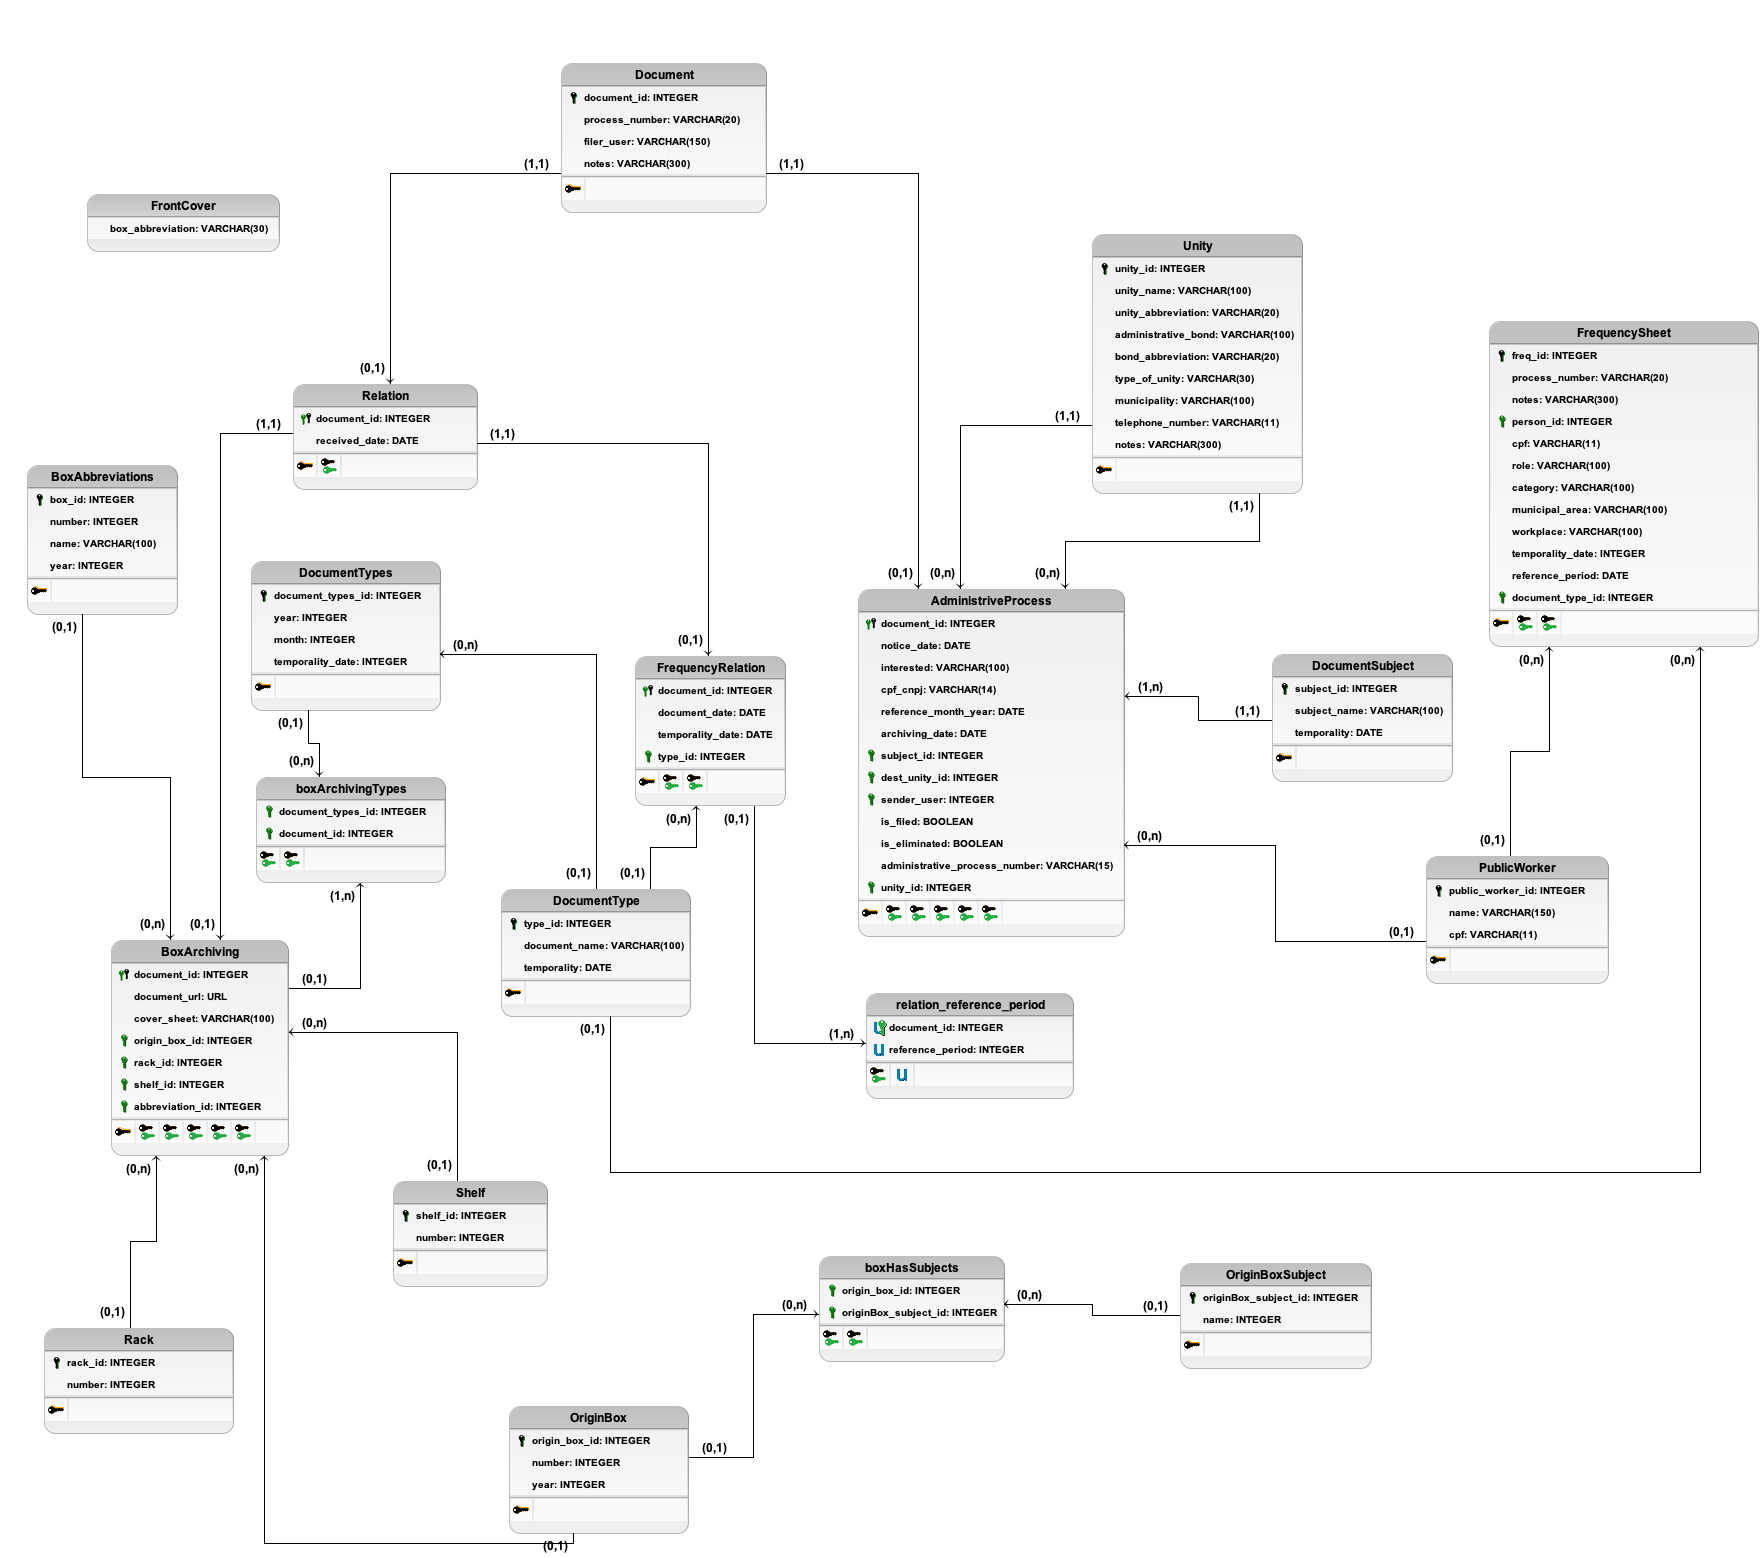 Document
document_id: INTEGER
process_number: VARCHAR(20)
filer_user: VARCHAR(150)
notes: VARCHAR(300)
(1,1)
(1,1)
FrontCover
box_abbreviation: VARCHAR(30)
Unity
unity_id: INTEGER
unity_name: VARCHAR(100)
unity_abbreviation: VARCHAR(20)
administrative_bond: VARCHAR(100)
bond_abbreviation: VARCHAR(20)
type_of_unity: VARCHAR(30)
municipality: VARCHAR(100)
telephone_number: VARCHAR(11)
notes: VARCHAR(300)
(1,1)
(1,1)
FrequencySheet
freq_id: INTEGER
process_number: VARCHAR(20)
notes: VARCHAR(300)
person_id: INTEGER
cpf: VARCHAR(11)
role: VARCHAR(100)
category: VARCHAR(100)
municipal_area: VARCHAR(100)
workplace: VARCHAR(100)
temporality_date: INTEGER
reference_period: DATE
document_type_id: INTEGER
(0,n)
(0,n)
(0,1)
Relation
document_id: INTEGER
received_date: DATE
(1,1)
(1,1)
BoxAbbreviations
box_id: INTEGER
number: INTEGER
name: VARCHAR(100)
year: INTEGER
(0,1)
DocumentTypes
document_types_id: INTEGER
year: INTEGER
month: INTEGER
temporality_date: INTEGER
(0,n)
(0,1)
(0,1)
FrequencyRelation
document_id: INTEGER
document_date: DATE
temporality_date: DATE
type_id: INTEGER
(0,n)
(0,1)
(0,1)
(0,n)
(0,n)
AdministriveProcess
document_id: INTEGER
notice_date: DATE
interested: VARCHAR(100)
cpf_cnpj: VARCHAR(14)
reference_month_year: DATE
archiving_date: DATE
subject_id: INTEGER
dest_unity_id: INTEGER
sender_user: INTEGER
is_filed: BOOLEAN
is_eliminated: BOOLEAN
administrative_process_number: VARCHAR(15)
unity_id: INTEGER
(1,n)
(1,1)
(0,n)
(0,1)
DocumentSubject
subject_id: INTEGER
subject_name: VARCHAR(100)
temporality: DATE
(0,n)
boxArchivingTypes
document_types_id: INTEGER
document_id: INTEGER
(1,n)
(0,1)
PublicWorker
public_worker_id: INTEGER
name: VARCHAR(150)
cpf: VARCHAR(11)
(0,1)
(0,1)
DocumentType
type_id: INTEGER
document_name: VARCHAR(100)
temporality: DATE
(0,1)
(0,n)
(0,1)
BoxArchiving
document_id: INTEGER
document_url: URL
cover_sheet: VARCHAR(100)
origin_box_id: INTEGER
rack_id: INTEGER
shelf_id: INTEGER
abbreviation_id: INTEGER
(0,1)
(0,n)
(0,n)
(0,n)
relation_reference_period
U document_id: INTEGER
U reference_period: INTEGER
U
(1,n)
(0,1)
Shelf
shelf_id: INTEGER
number: INTEGER
(0,1)
Rack
rack_id: INTEGER
number: INTEGER
boxHasSubjects
origin_box_id: INTEGER
originBox_subject_id: INTEGER
(0,n)
(0,n)
(0,1)
OriginBoxSubject
originBox_subject_id: INTEGER
name: INTEGER
OriginBox
origin_box_id: INTEGER
number: INTEGER
year: INTEGER
(0,1)
(0,1)